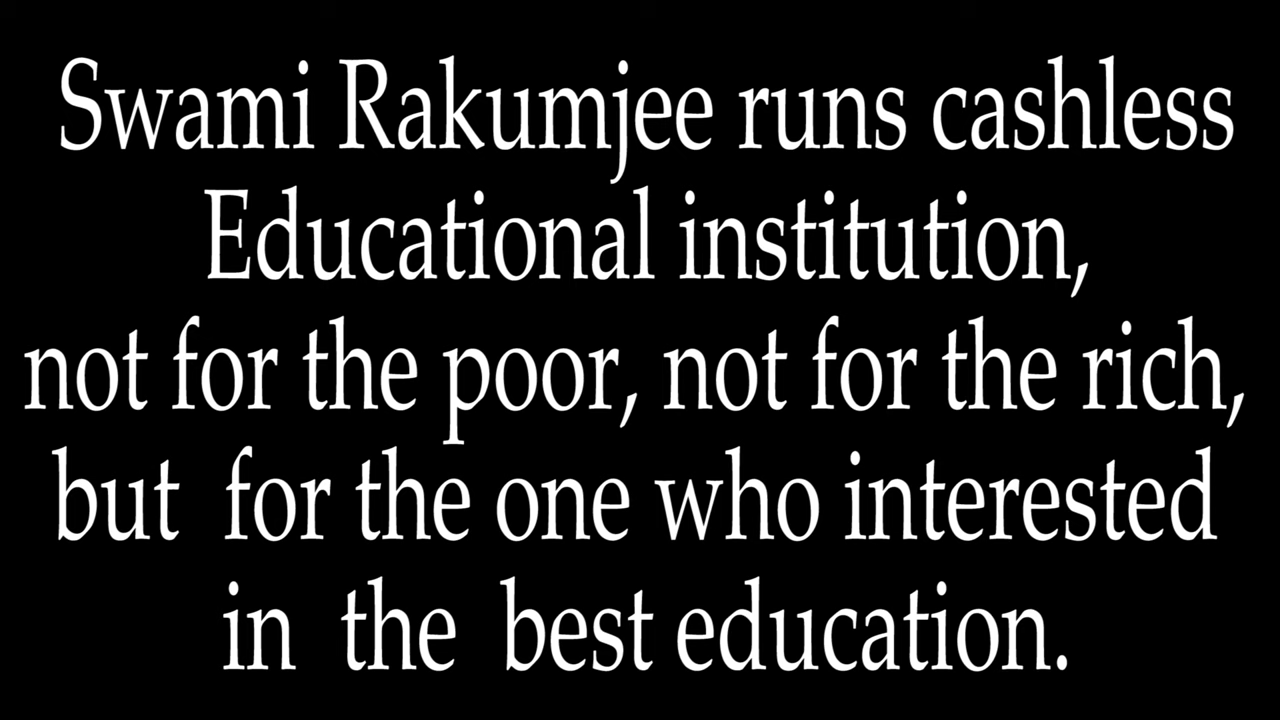 Swami Rakumjee runs cashless
Educational institution,
not for the poor, not for the rich,
but for the one who interested
in the best education.